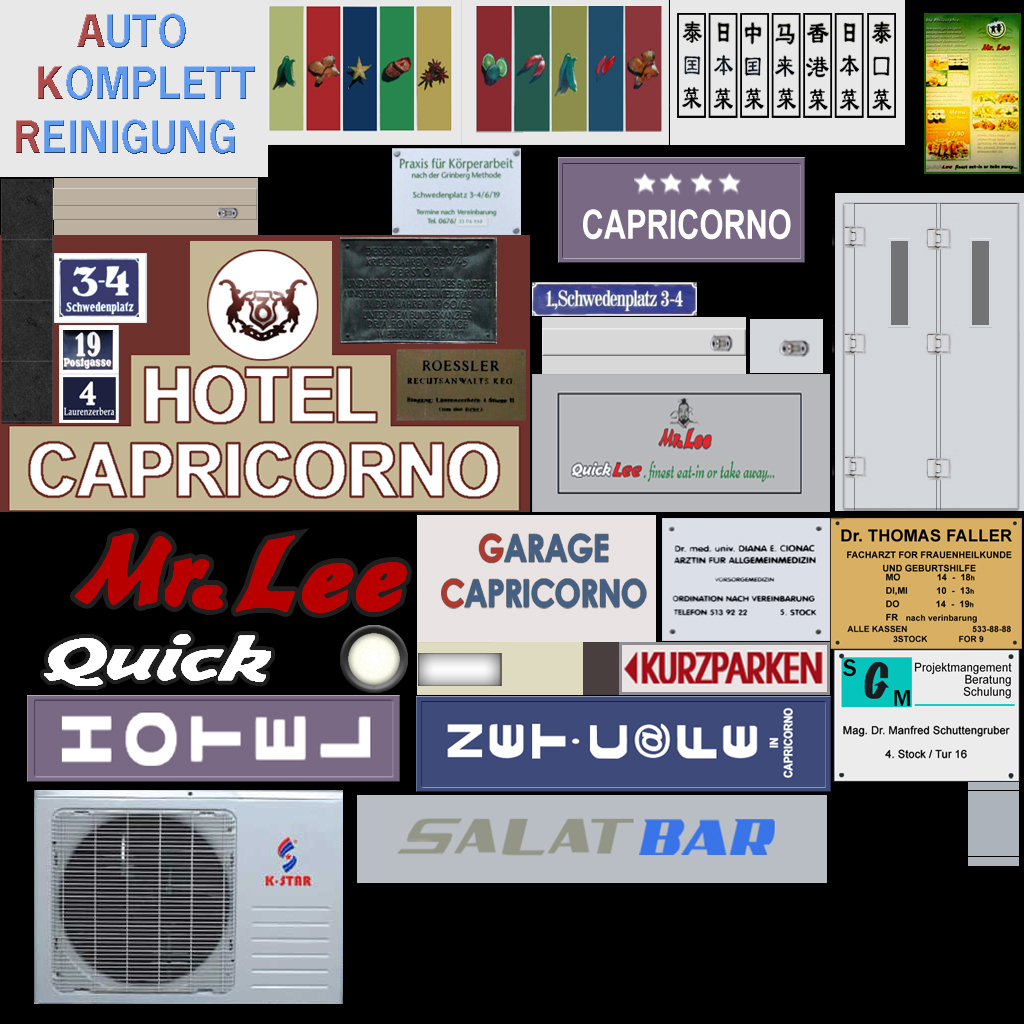 AUTO
KOMPLETT
REINIGUNG
泰国菜
日本菜
中国菜
马来菜
香港菜
日本菜
泰口菜
Mr. Lee
Praxis für Körperarbeit
nach der Grinberg Methode
Schwedenplatz 3-4/6/19
Termine nach Vereinbarung
Tel. 0676/
CAPRICORNO
3-4
Schwedenplatz
19
Postgasse
4
Laurenzerberg
HOTEL
CAPRICORNO
ROESSLER
RECHTSANWALTS KEG
1,Schwedenplatz 3-4
Mr. Lee
Quick Lee, finest eat-in or take away...
Mr. Lee
Quick
GARAGE
CAPRICORNO
Dr. med. univ. DIANA E. CIONAC
ARZTIN FUR ALLGEMEINMEDIZIN
VORSORGEMEDIZIN
ORDINATION NACH VEREINBARUNG
TELEFON 513 92 22 5. STOCK
Dr. THOMAS FALLER
FACHARZT FOR FRAUENHEILKUNDE
UND GEBURTSHILFE
MO 14 - 18h
DI,MI 10 - 13h
DO 14 - 19h
FR nach verinbarung
ALLE KASSEN 533-88-88
3STOCK FOR 9
KURZPARKEN
SGM
Projektmangement
Beratung
Schulung
Mag. Dr. Manfred Schuttengruber
4. Stock / Tur 16
HOTEL
NET·C@FE
IN
CAPRICORNO
SALAT BAR
K·STAR